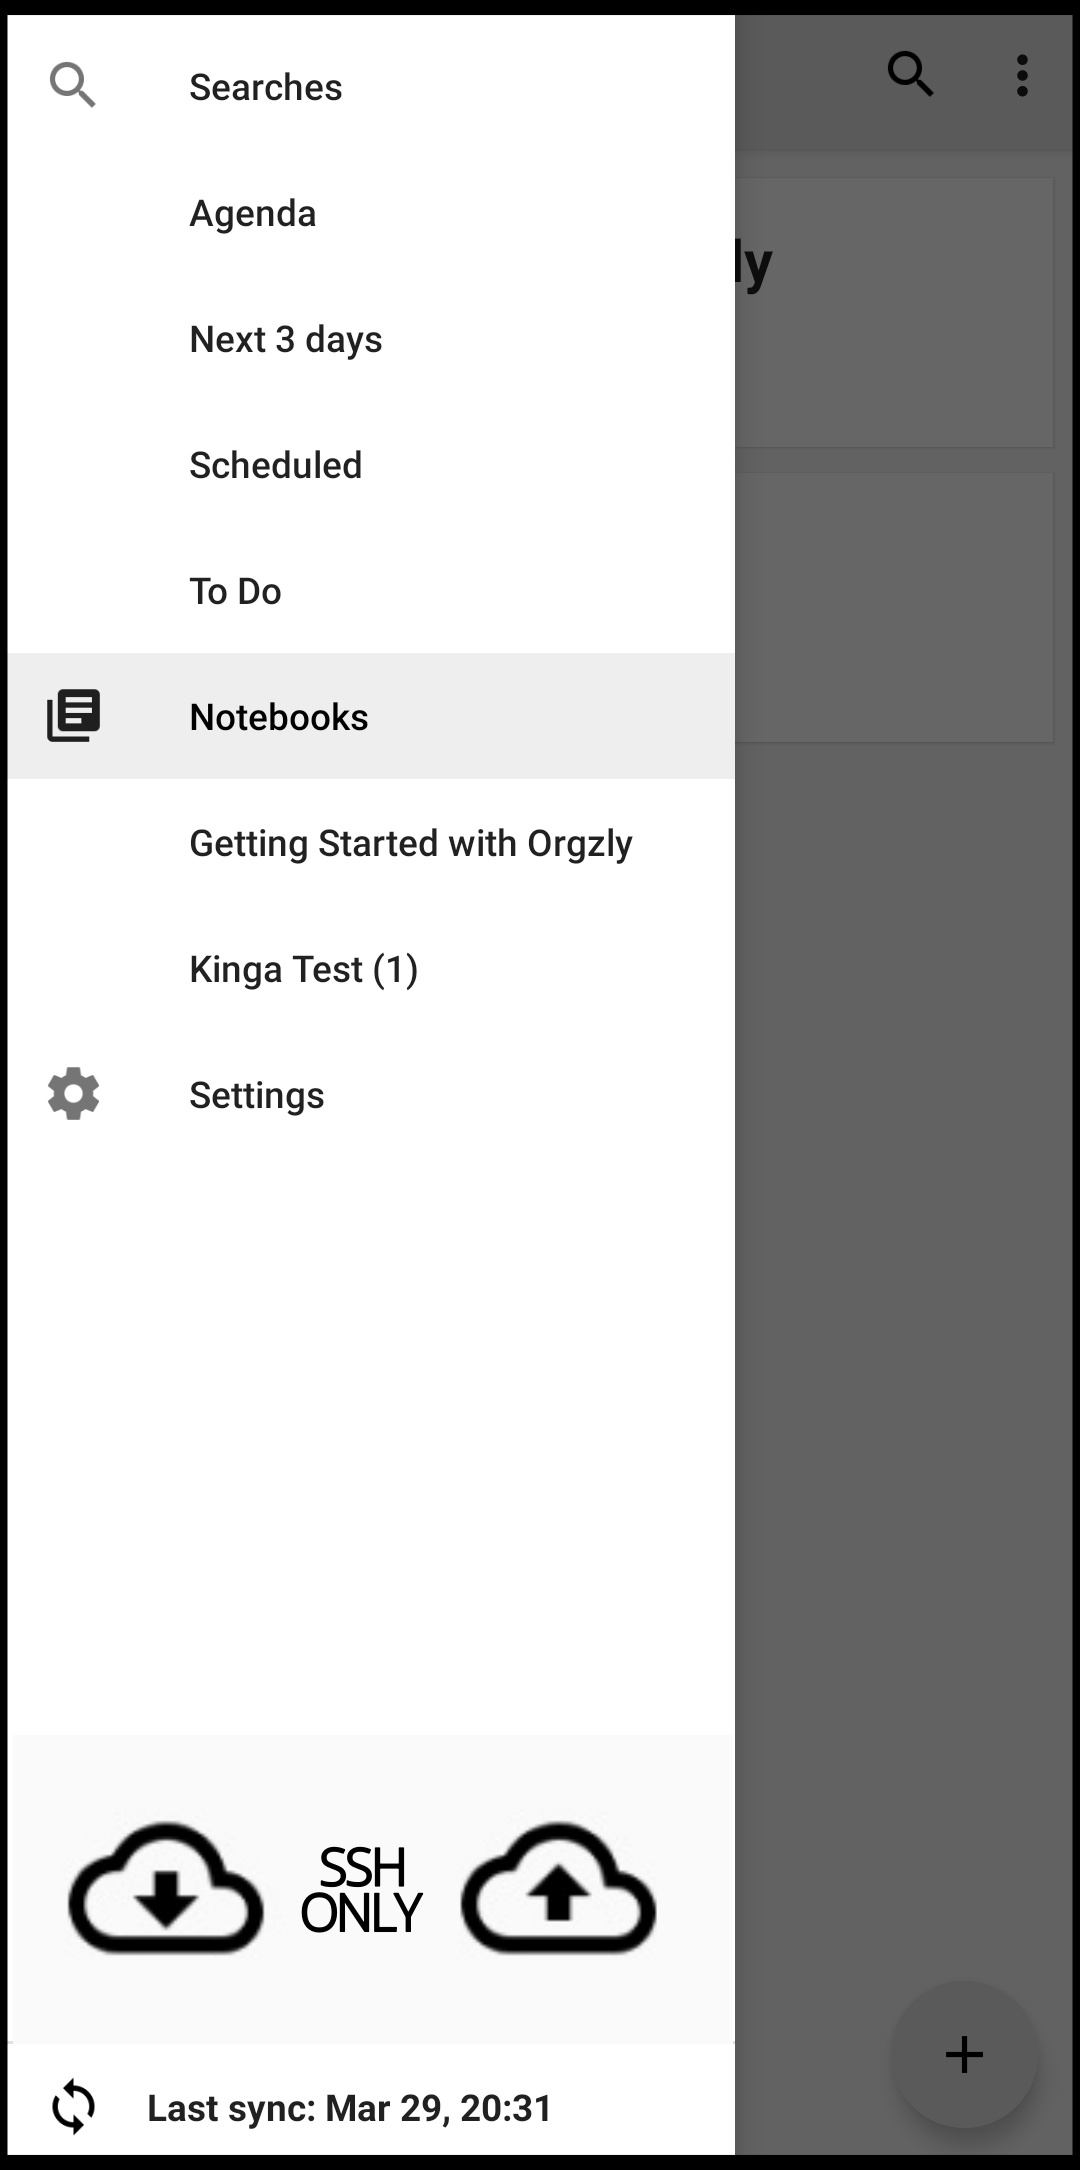 Searches
Agenda
ly
Next 3 days
Scheduled
To Do
Notebooks
Getting Started with Orgzly
Kinga Test (1)
Settings
SSH
ONLY
Last sync: Mar 29, 20:31